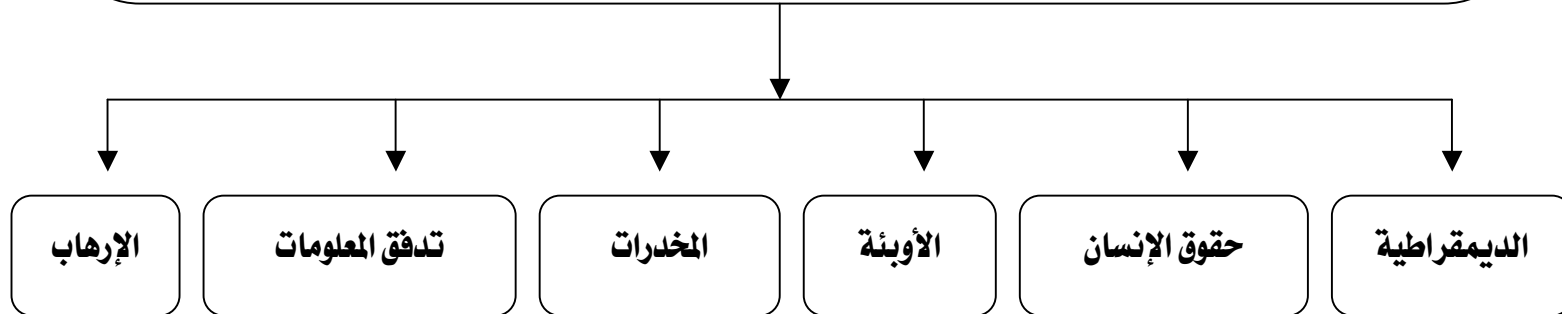 الديمقراطية
حقوق الإنسان
الأوبئة
المخدرات
تدفق المعلومات
الإرهاب